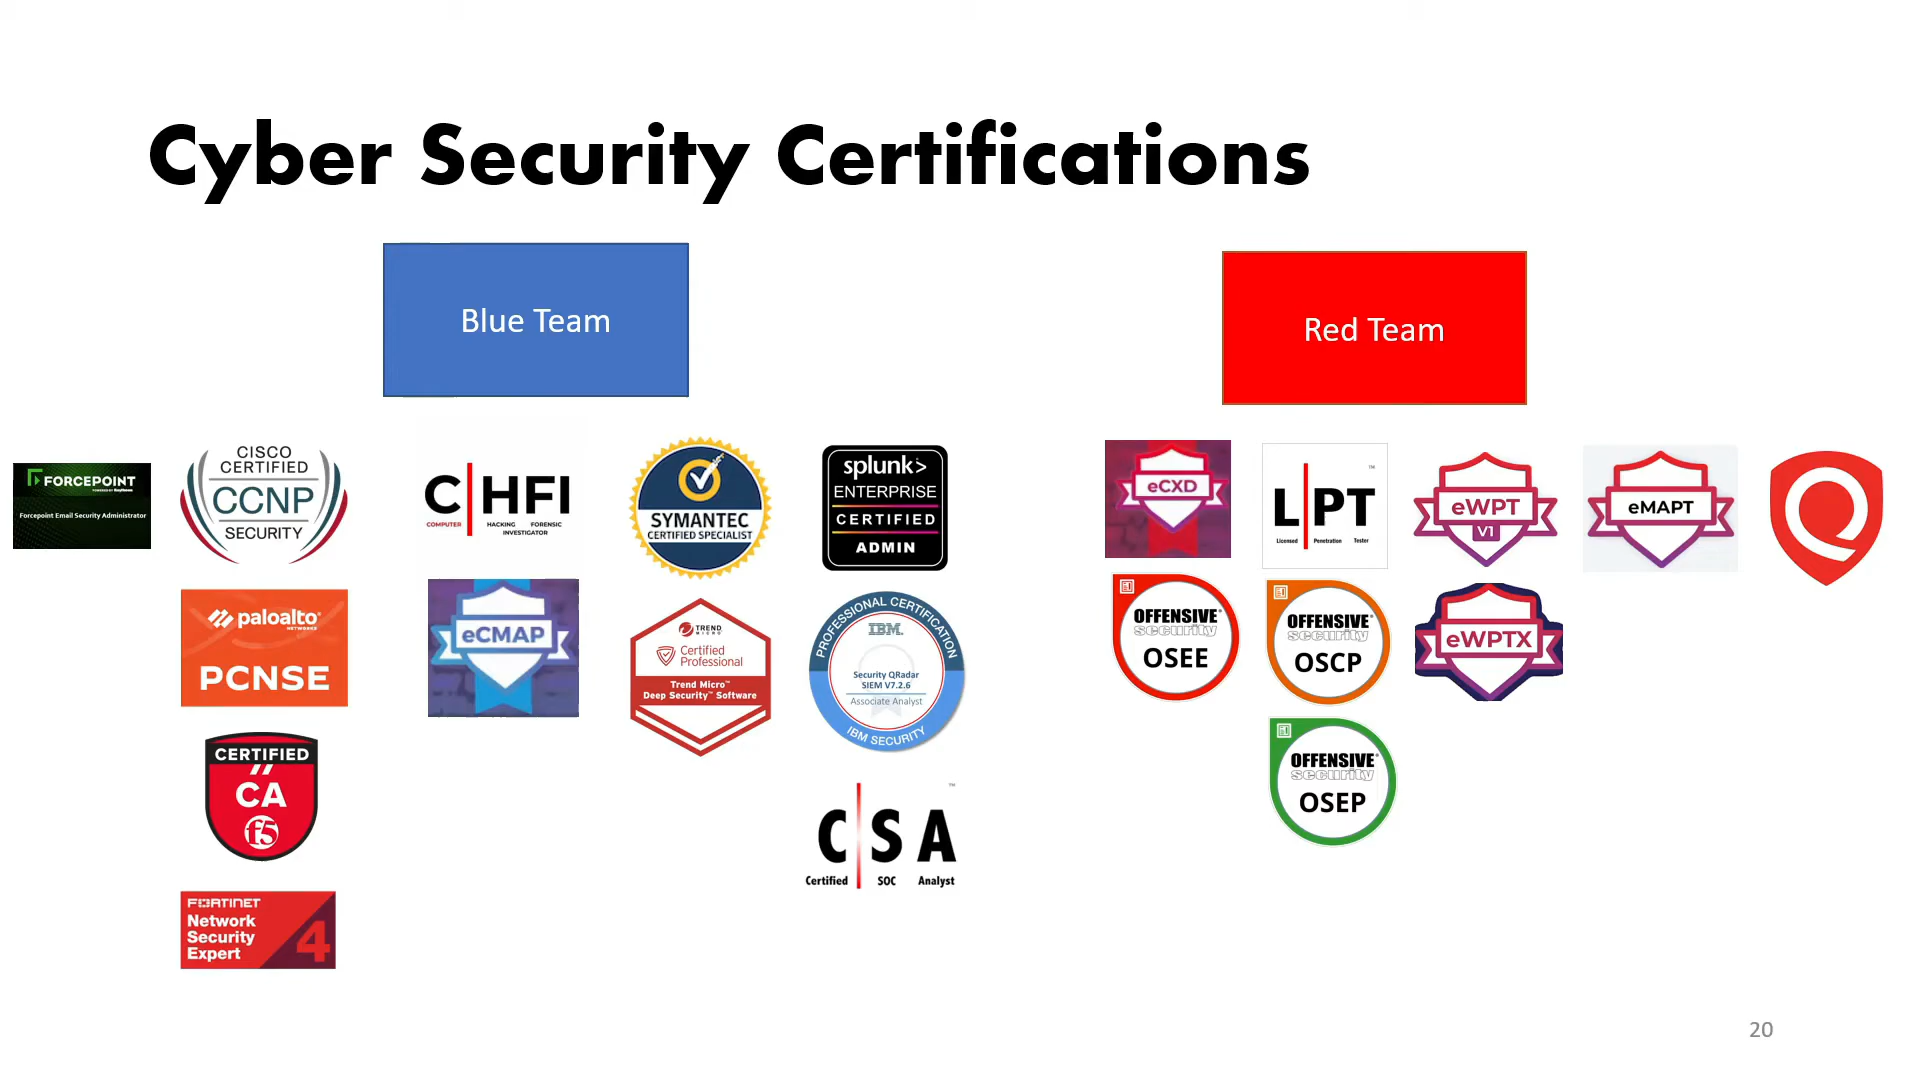 Cyber Security Certifications
Blue Team
Red Team
FORCEPOINT
Forcepoint Email Security Administrator
CISCO
CERTIFIED
CCNP
SECURITY
C HFI
COMPUTER HACKING FORENSIC
INVESTIGATOR
SYMANTEC
CERTIFIED SPECIALIST
splunk>
ENTERPRISE
CERTIFIED
ADMIN
eCXD
L PT
TM
Licensed Penetration Tester
eWPT
V1
eMAPT
paloalto
NETWORKS
PCNSE
eCMAP
TREND
MICRO
Certified
Professional
Trend Micro™
Deep Security™ Software
PROFESSIONAL CERTIFICATION
IBM
Security QRadar
SIEM V7.2.6
Associate Analyst
IBM SECURITY
OFFENSIVE
security
OSEE
OFFENSIVE
security
OSCP
eWPTX
CERTIFIED
CA
f5
C S A
TM
Certified SOC Analyst
OFFENSIVE
security
OSEP
FORTINET
Network
Security
Expert
4
20